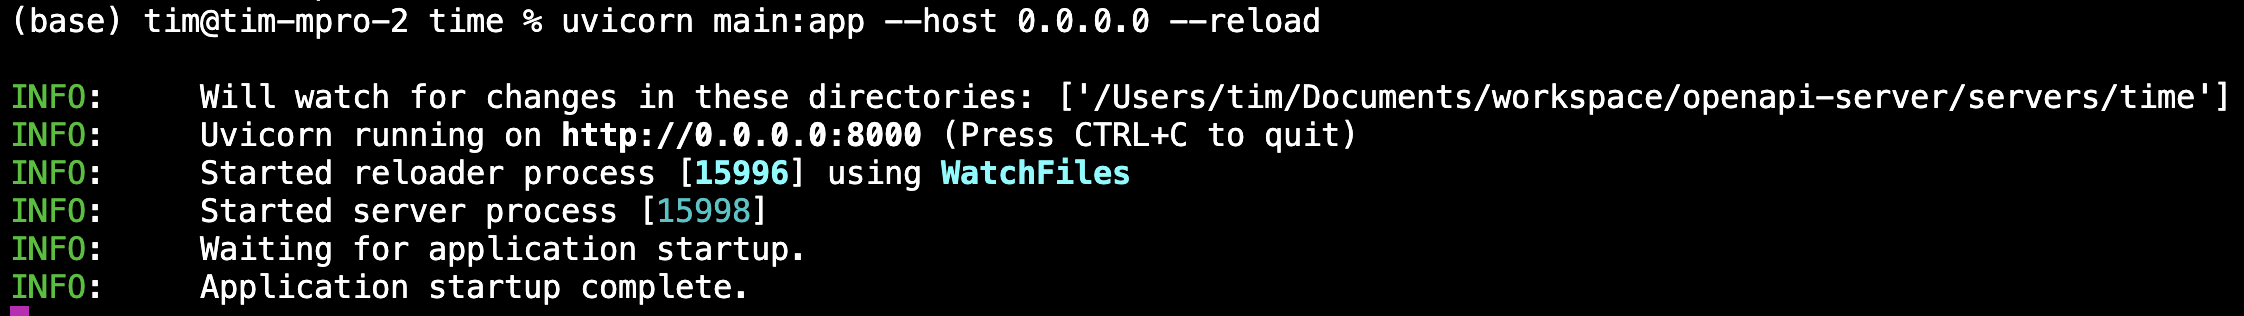 (base) tim@tim-mpro-2 time % uvicorn main:app --host 0.0.0.0 --reload
INFO:     Will watch for changes in these directories: ['/Users/tim/Documents/workspace/openapi-server/servers/time']
INFO:     Uvicorn running on http://0.0.0.0:8000 (Press CTRL+C to quit)
INFO:     Started reloader process [15996] using WatchFiles
INFO:     Started server process [15998]
INFO:     Waiting for application startup.
INFO:     Application startup complete.